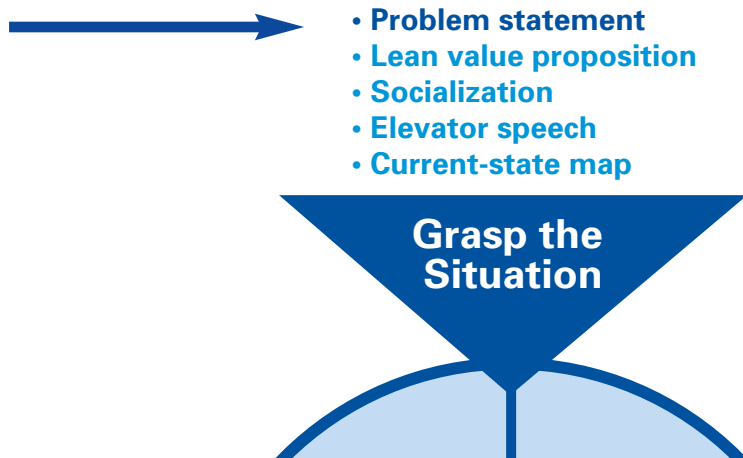 • Problem statement
• Lean value proposition
• Socialization
• Elevator speech
• Current-state map
Grasp the
Situation